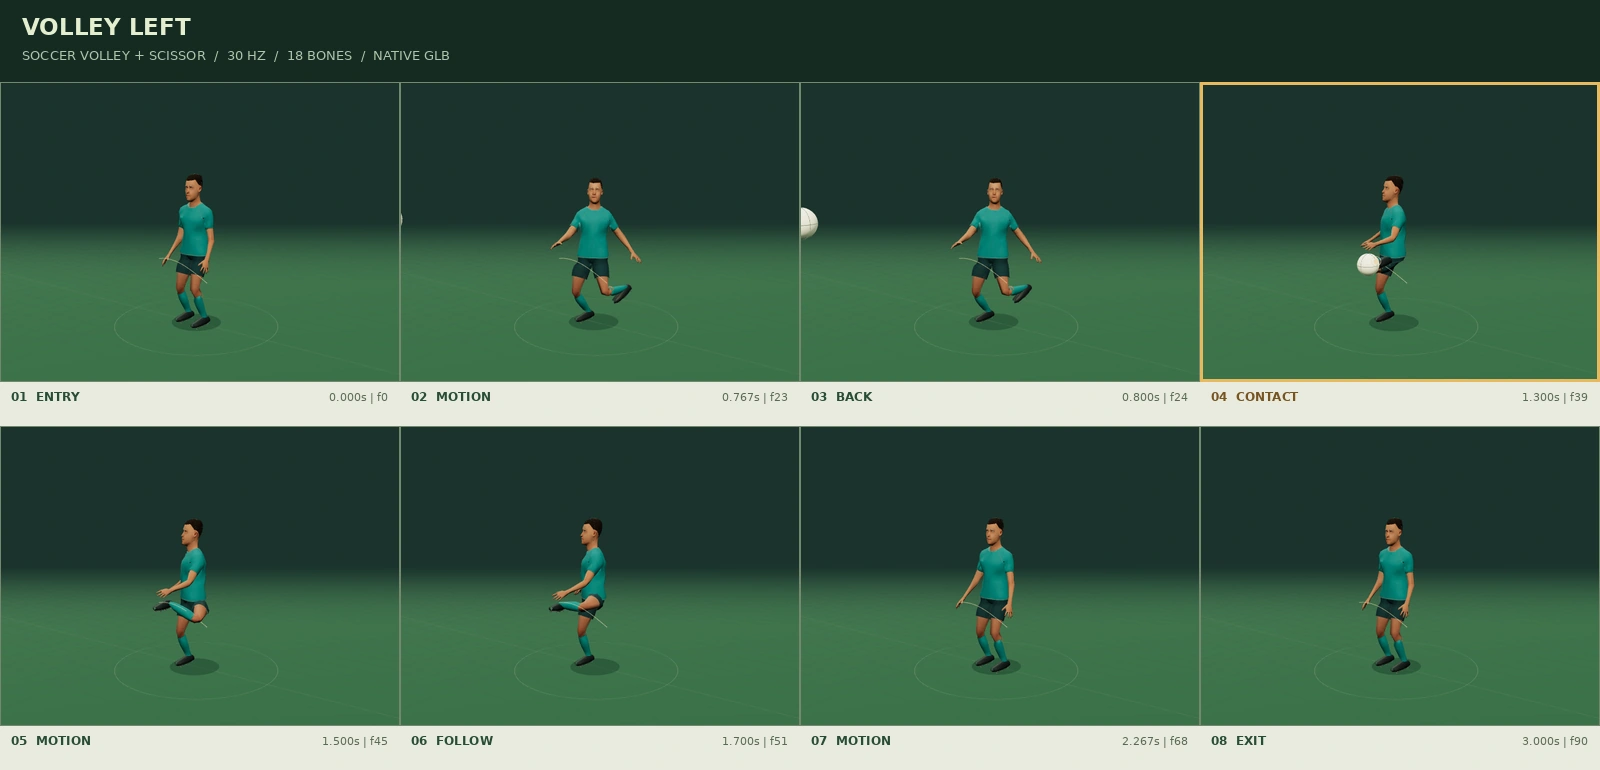 VOLLEY LEFT
SOCCER VOLLEY + SCISSOR / 30 HZ / 18 BONES / NATIVE GLB
01 ENTRY 0.000s | f0
02 MOTION 0.767s | f23
03 BACK 0.800s | f24
04 CONTACT 1.300s | f39
05 MOTION 1.500s | f45
06 FOLLOW 1.700s | f51
07 MOTION 2.267s | f68
08 EXIT 3.000s | f90